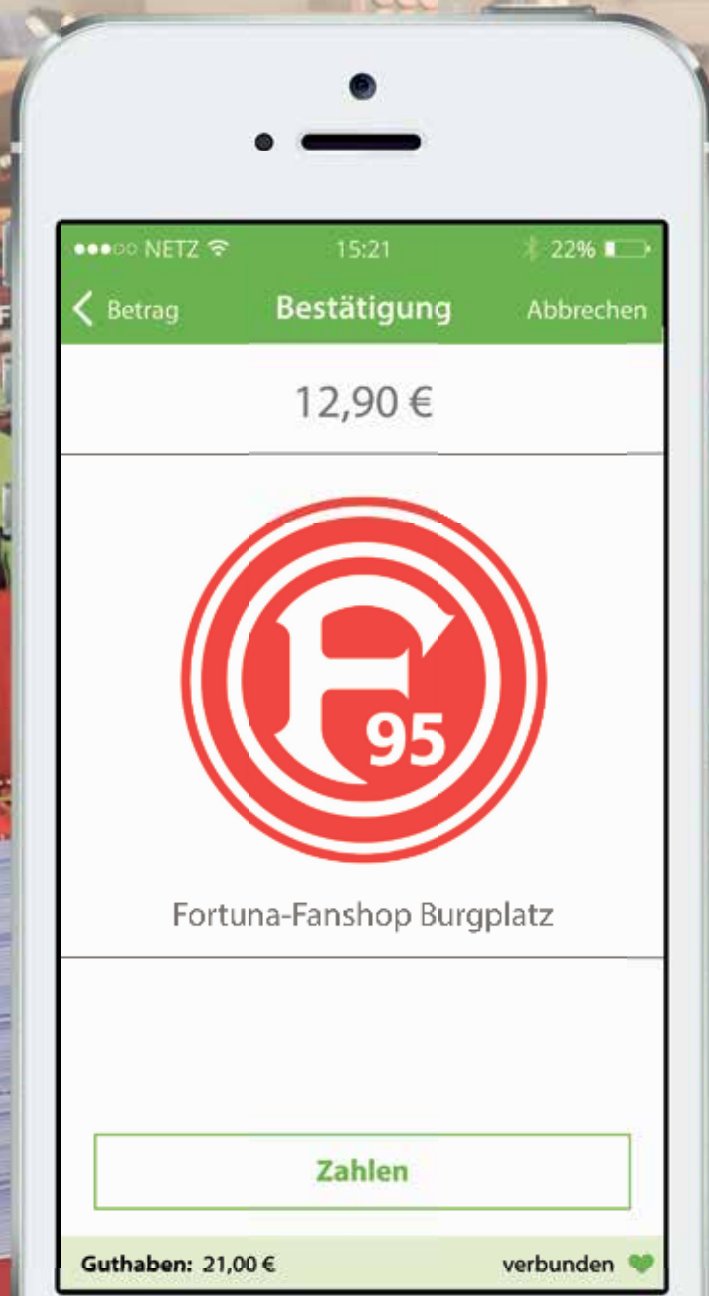 NETZ 15:21 22%
Betrag Bestätigung Abbrechen
12,90 €
F 95
Fortuna-Fanshop Burgplatz
Zahlen
Guthaben: 21,00 € verbunden